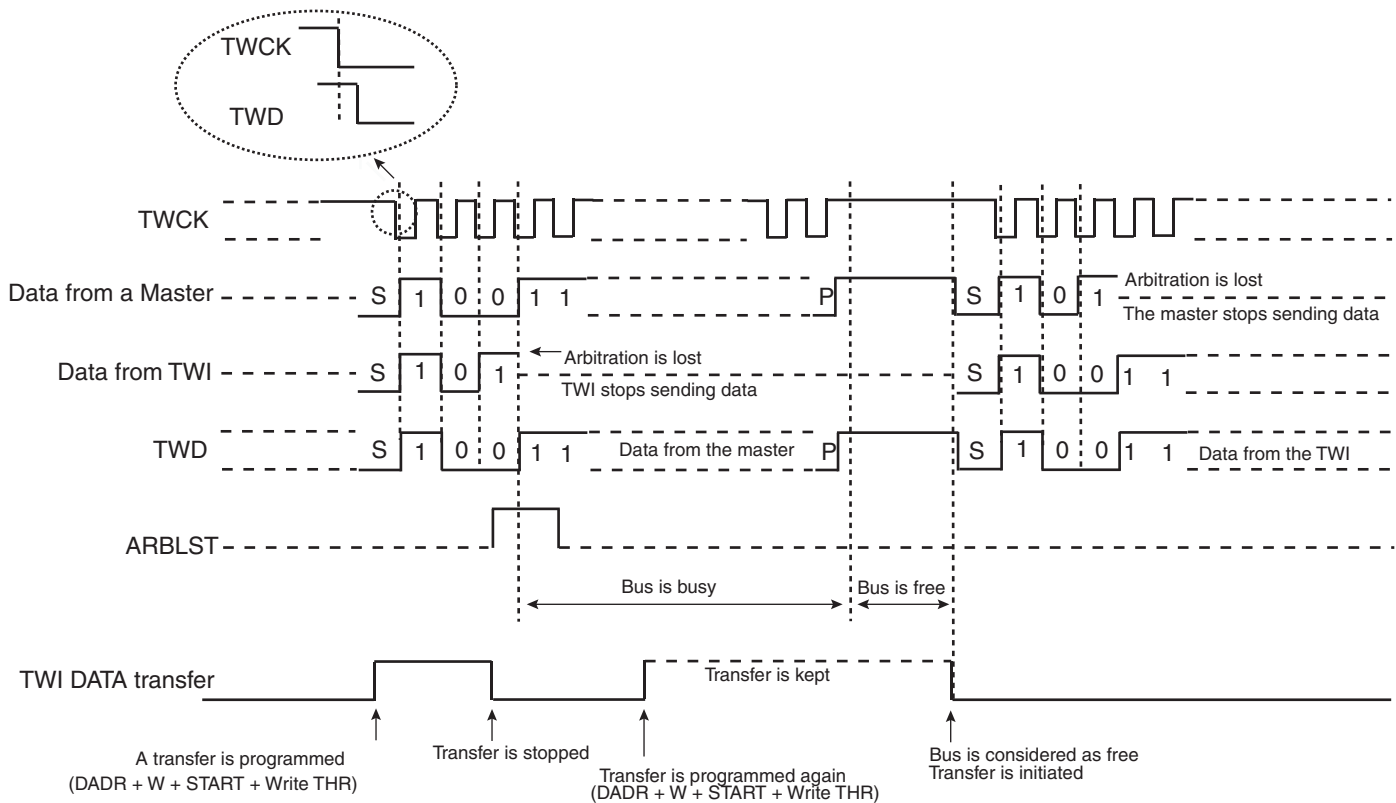 TWCK
TWD
TWCK
Data from a Master S 1 0 0 1 1 P S 1 0 1 Arbitration is lost
The master stops sending data
Data from TWI S 1 0 1 Arbitration is lost S 1 0 0 1 1
TWI stops sending data
TWD S 1 0 0 1 1 Data from the master P S 1 0 0 1 1 Data from the TWI
ARBLST
Bus is busy Bus is free
TWI DATA transfer Transfer is kept
A transfer is programmed
(DADR + W + START + Write THR)
Transfer is stopped
Transfer is programmed again
(DADR + W + START + Write THR)
Bus is considered as free
Transfer is initiated